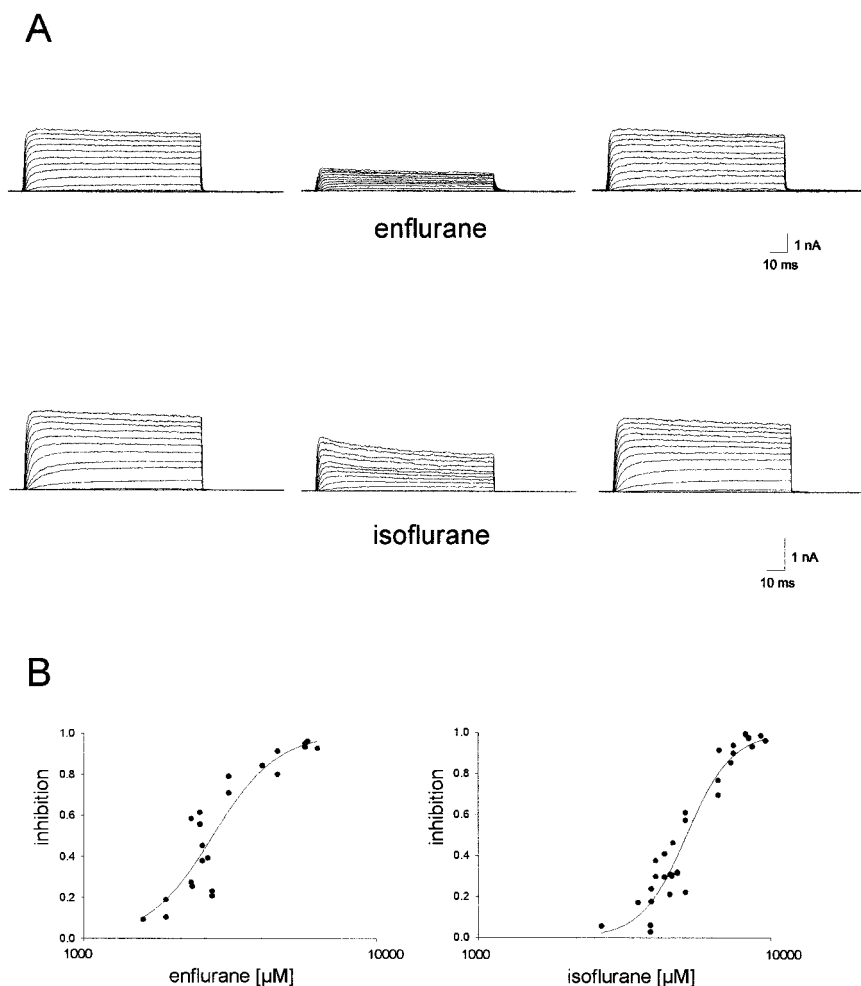 A
enflurane
1 nA
10 ms
isoflurane
1 nA
10 ms
B
inhibition
1.0
0.8
0.6
0.4
0.2
0.0
1000
10000
enflurane [µM]
inhibition
1.0
0.8
0.6
0.4
0.2
0.0
1000
10000
isoflurane [µM]